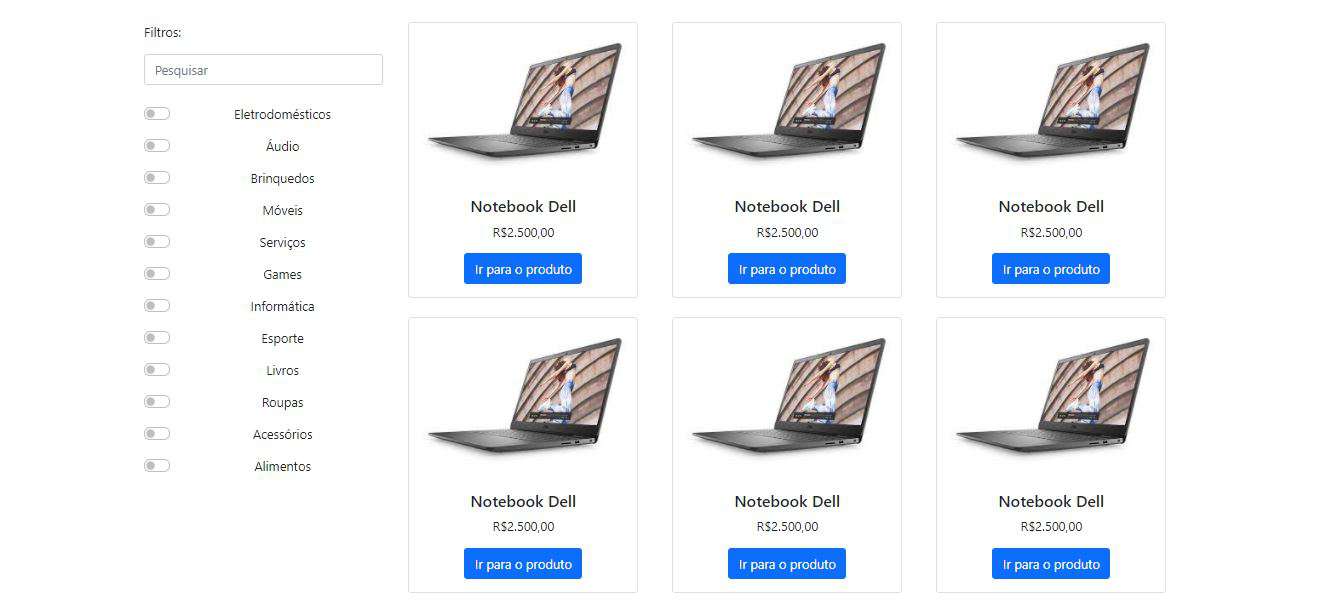 Filtros:
Pesquisar
Eletrodomésticos
Áudio
Brinquedos
Móveis
Serviços
Games
Informática
Esporte
Livros
Roupas
Acessórios
Alimentos
Notebook Dell
R$2.500,00
Ir para o produto
Notebook Dell
R$2.500,00
Ir para o produto
Notebook Dell
R$2.500,00
Ir para o produto
Notebook Dell
R$2.500,00
Ir para o produto
Notebook Dell
R$2.500,00
Ir para o produto
Notebook Dell
R$2.500,00
Ir para o produto